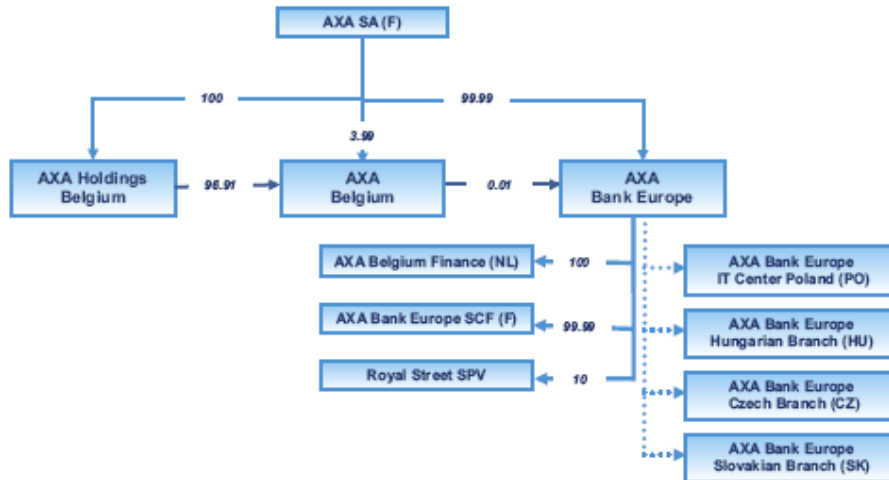 AXA SA (F)
100
99.99
3.99
AXA Holdings
Belgium
96.91
AXA
Belgium
0.01
AXA
Bank Europe
AXA Belgium Finance (NL)
100
AXA Bank Europe
IT Center Poland (PO)
AXA Bank Europe SCF (F)
99.99
AXA Bank Europe
Hungarian Branch (HU)
Royal Street SPV
10
AXA Bank Europe
Czech Branch (CZ)
AXA Bank Europe
Slovakian Branch (SK)